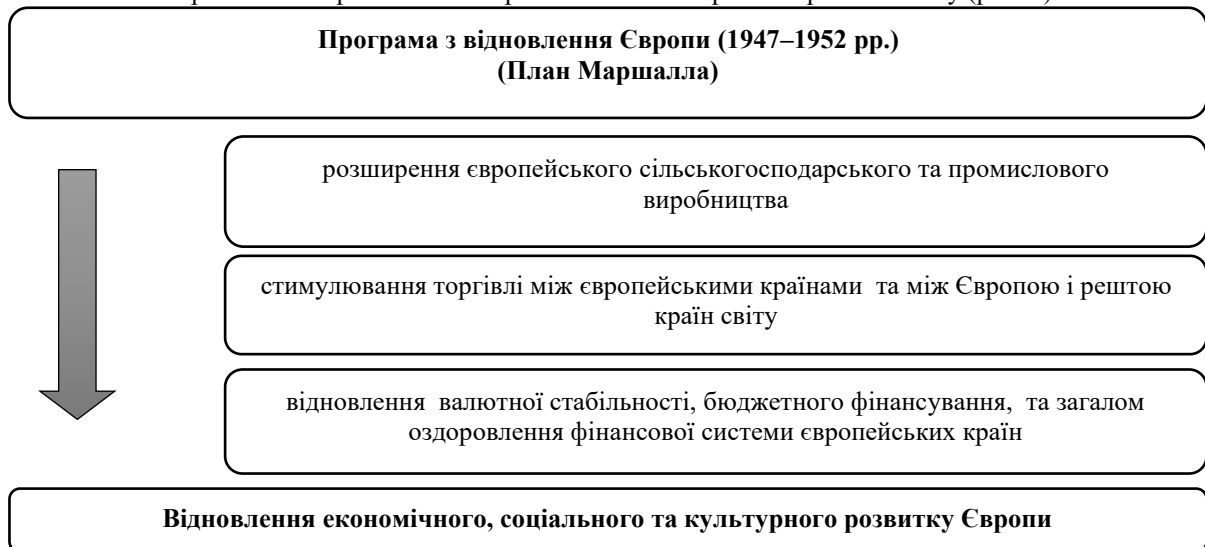 Програма з відновлення Європи (1947–1952 рр.)
(План Маршалла)
розширення європейського сільськогосподарського та промислового
виробництва
стимулювання торгівлі між європейськими країнами та між Європою і рештою
країн світу
відновлення валютної стабільності, бюджетного фінансування, та загалом
оздоровлення фінансової системи європейських країн
Відновлення економічного, соціального та культурного розвитку Європи